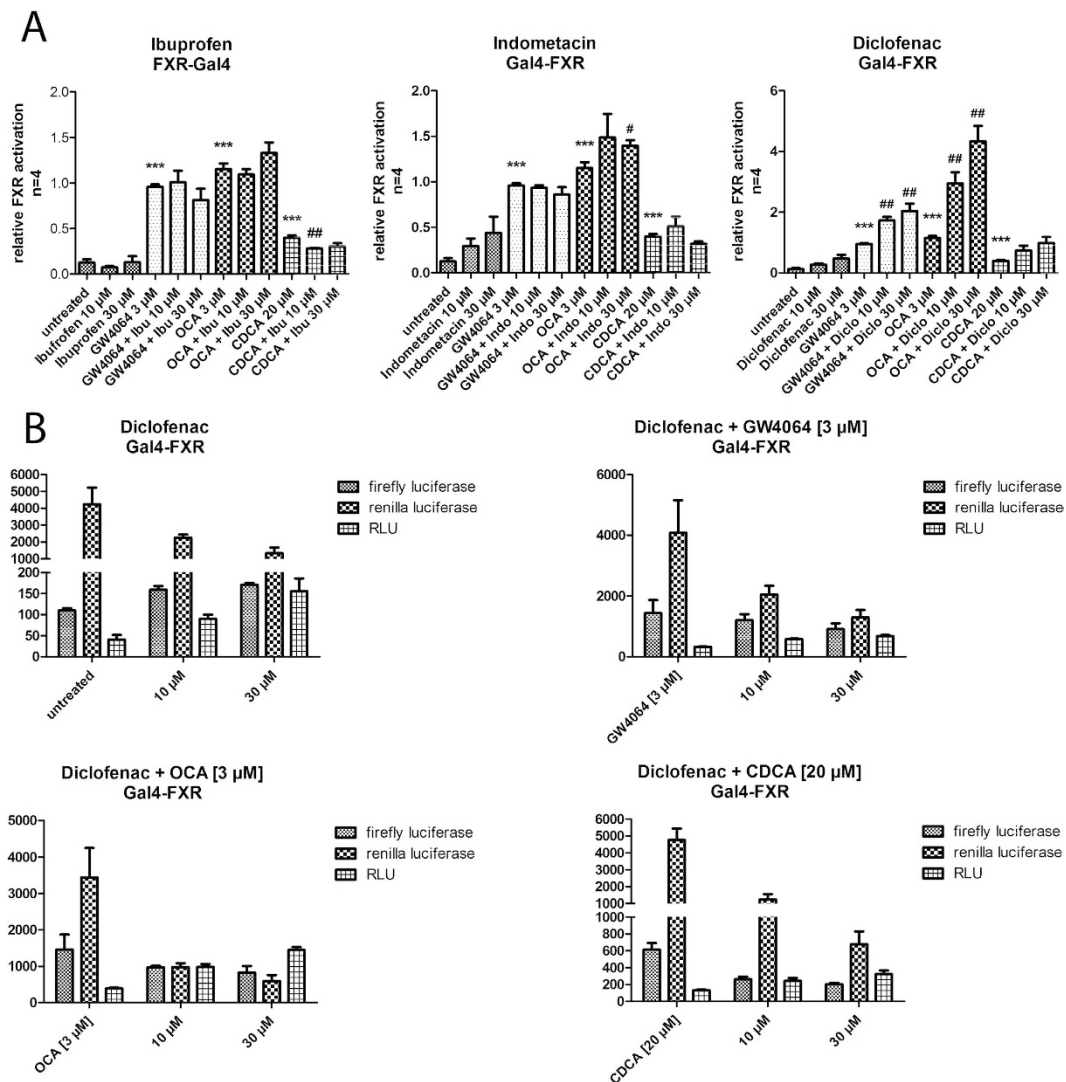 A
Ibuprofen
FXR-Gal4
relative FXR activation
n=4
2.0
1.5
1.0
0.5
0.0
***
***
***
##
untreated
Ibufrofen 10 µM
Ibuprofen 30 µM
GW4064 3 µM
GW4064 + Ibu 10 µM
GW4064 + Ibu 30 µM
OCA 3 µM
OCA + Ibu 10 µM
OCA + Ibu 30 µM
CDCA 20 µM
CDCA + Ibu 10 µM
CDCA + Ibu 30 µM
Indometacin
Gal4-FXR
relative FXR activation
n=4
2.0
1.5
1.0
0.5
0.0
***
***
#
***
untreated
Indometacin 10 µM
Indometacin 30 µM
GW4064 3 µM
GW4064 + Indo 10 µM
GW4064 + Indo 30 µM
OCA 3 µM
OCA + Indo 10 µM
OCA + Indo 30 µM
CDCA 20 µM
CDCA + Indo 10 µM
CDCA + Indo 30 µM
Diclofenac
Gal4-FXR
relative FXR activation
n=4
6
4
2
0
***
##
##
***
##
##
***
untreated
Diclofenac 10 µM
Diclofenac 30 µM
GW4064 3 µM
GW4064 + Diclo 10 µM
GW4064 + Diclo 30 µM
OCA 3 µM
OCA + Diclo 10 µM
OCA + Diclo 30 µM
CDCA 20 µM
CDCA + Diclo 10 µM
CDCA + Diclo 30 µM
B
Diclofenac
Gal4-FXR
6000
5000
4000
3000
2000
1000
200
150
100
50
0
untreated
10 µM
30 µM
firefly luciferase
renilla luciferase
RLU
Diclofenac + GW4064 [3 µM]
Gal4-FXR
6000
4000
2000
0
GW4064 [3 µM]
10 µM
30 µM
firefly luciferase
renilla luciferase
RLU
Diclofenac + OCA [3 µM]
Gal4-FXR
5000
4000
3000
2000
1000
0
OCA [3 µM]
10 µM
30 µM
firefly luciferase
renilla luciferase
RLU
Diclofenac + CDCA [20 µM]
Gal4-FXR
6000
5000
4000
3000
2000
1000
800
600
400
200
0
CDCA [20 µM]
10 µM
30 µM
firefly luciferase
renilla luciferase
RLU